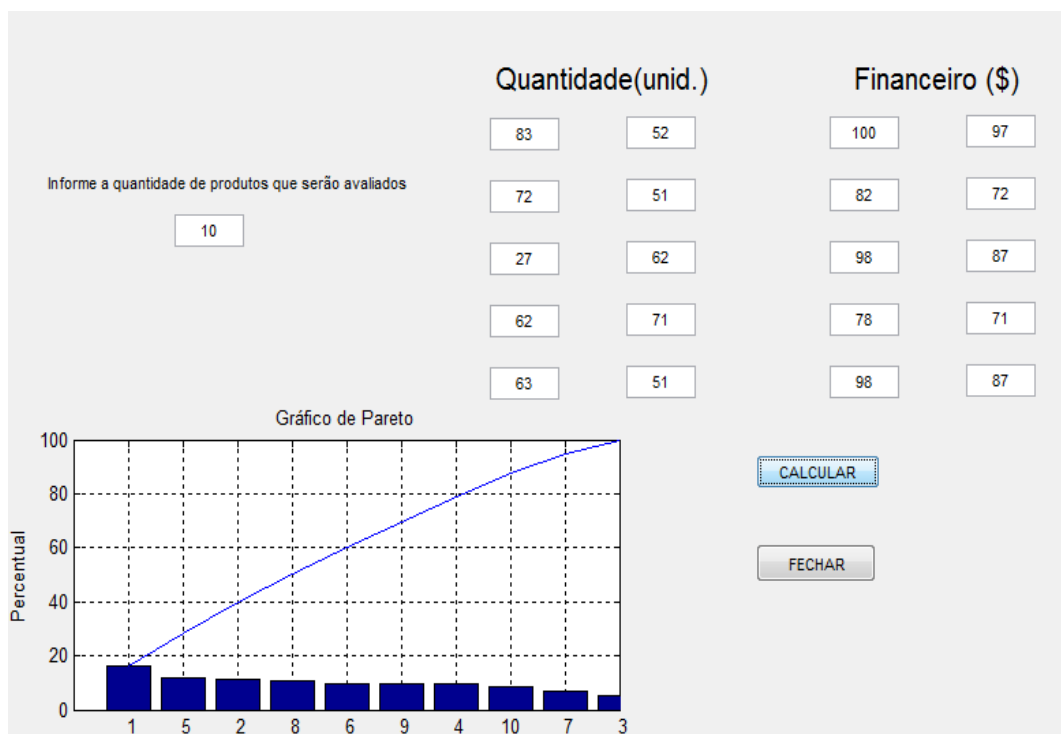 Quantidade(unid.) Financeiro ($)
83 52 100 97
Informe a quantidade de produtos que serão avaliados
72 51 82 72
10
27 62 98 87
62 71 78 71
63 51 98 87
Gráfico de Pareto
100
80
60
40
20
0
Percentual
1 5 2 8 6 9 4 10 7 3
CALCULAR
FECHAR